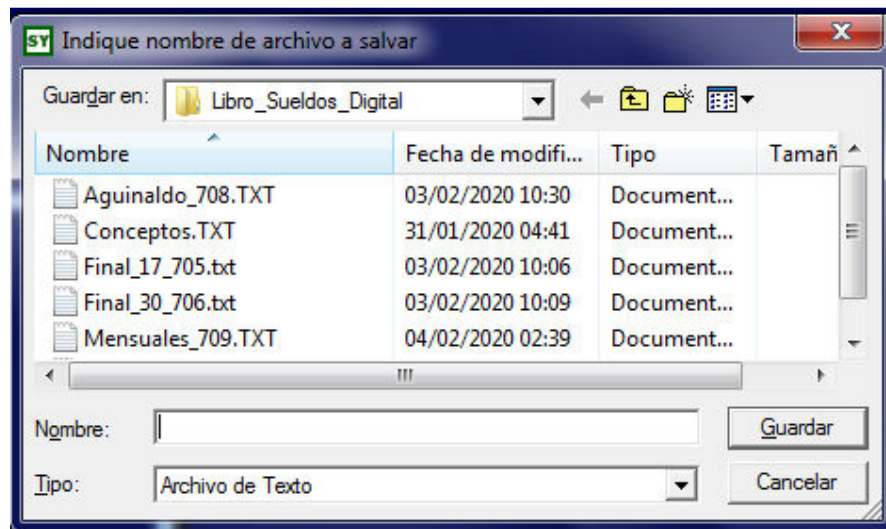 SY Indique nombre de archivo a salvar
Guardar en: Libro_Sueldos_Digital
Nombre Fecha de modifi... Tipo Tamañ
Aguinaldo_708.TXT 03/02/2020 10:30 Document...
Conceptos.TXT 31/01/2020 04:41 Document...
Final_17_705.txt 03/02/2020 10:06 Document...
Final_30_706.txt 03/02/2020 10:09 Document...
Mensuales_709.TXT 04/02/2020 02:39 Document...
Nombre: Guardar
Tipo: Archivo de Texto Cancelar